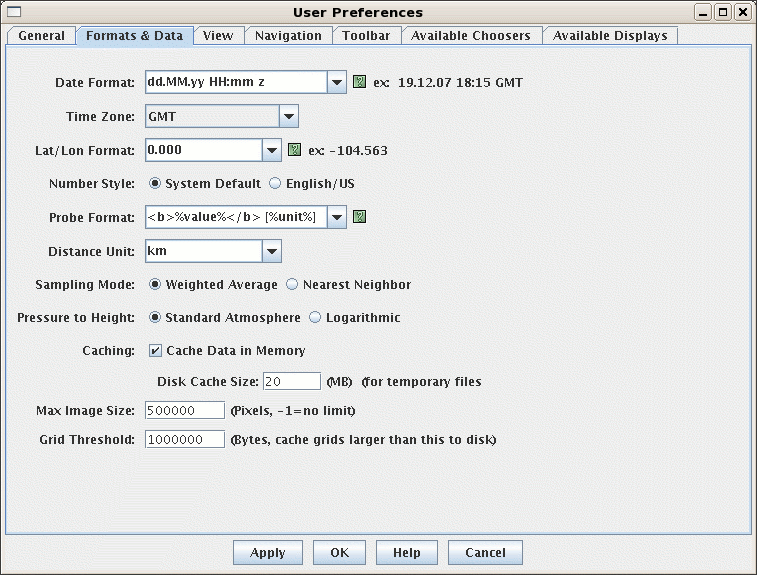 User Preferences
General Formats & Data View Navigation Toolbar Available Choosers Available Displays
Date Format: dd.MM.yy HH:mm z ? ex: 19.12.07 18:15 GMT
Time Zone: GMT
Lat/Lon Format: 0.000 ? ex: -104.563
Number Style: System Default English/US
Probe Format: <b>%value%</b> [%unit%] ?
Distance Unit: km
Sampling Mode: Weighted Average Nearest Neighbor
Pressure to Height: Standard Atmosphere Logarithmic
Caching: Cache Data in Memory
Disk Cache Size: 20 (MB) (for temporary files
Max Image Size: 500000 (Pixels, -1=no limit)
Grid Threshold: 1000000 (Bytes, cache grids larger than this to disk)
Apply OK Help Cancel